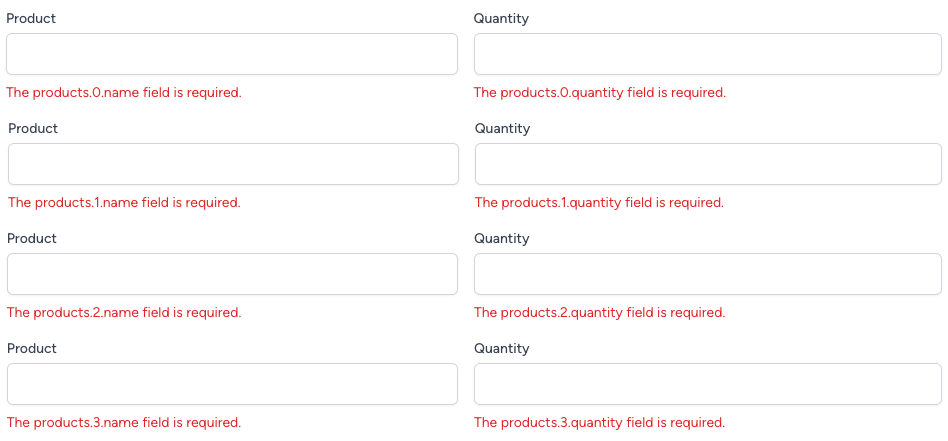 Product
Quantity
The products.0.name field is required.
The products.0.quantity field is required.
Product
Quantity
The products.1.name field is required.
The products.1.quantity field is required.
Product
Quantity
The products.2.name field is required.
The products.2.quantity field is required.
Product
Quantity
The products.3.name field is required.
The products.3.quantity field is required.